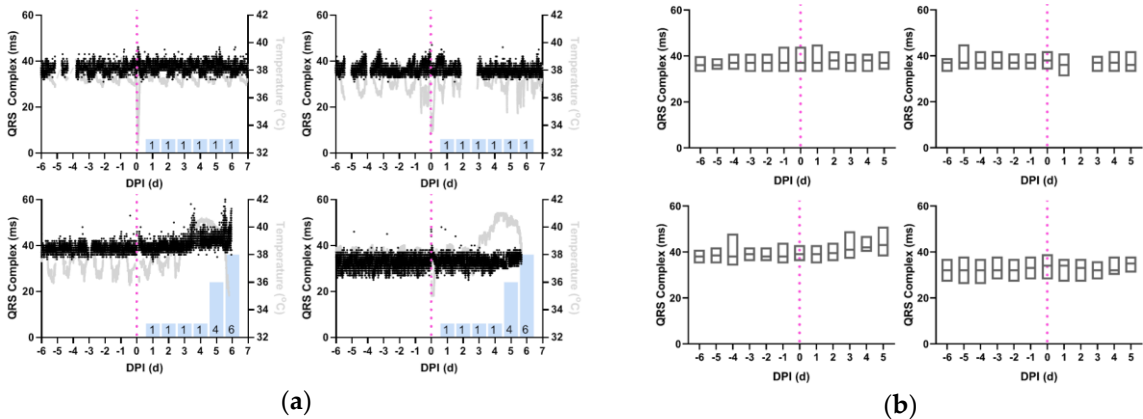 60 42 60 42 60 60
40 38 40 38 40 40
20 36 20 36 20 20
34 34
0 1 1 1 1 1 1 32 0 1 1 1 1 1 1 32 0 0
QRS Complex (ms) Temperature (°C) QRS Complex (ms) Temperature (°C) QRS Complex (ms) QRS Complex (ms)
-6 -5 -4 -3 -2 -1 0 1 2 3 4 5 6 7 -6 -5 -4 -3 -2 -1 0 1 2 3 4 5 6 7 -6 -5 -4 -3 -2 -1 0 1 2 3 4 5 -6 -5 -4 -3 -2 -1 0 1 2 3 4 5
DPI (d) DPI (d) DPI (d) DPI (d)
60 42 60 42 60 60
40 40
40 38 40 38 40 40
20 36 20 36 20 20
34 34
0 1 1 1 1 4 6 32 0 1 1 1 1 4 6 32 0 0
QRS Complex (ms) Temperature (°C) QRS Complex (ms) Temperature (°C) QRS Complex (ms) QRS Complex (ms)
-6 -5 -4 -3 -2 -1 0 1 2 3 4 5 6 7 -6 -5 -4 -3 -2 -1 0 1 2 3 4 5 6 7 -6 -5 -4 -3 -2 -1 0 1 2 3 4 5 -6 -5 -4 -3 -2 -1 0 1 2 3 4 5
DPI (d) DPI (d) DPI (d) DPI (d)
(a) (b)